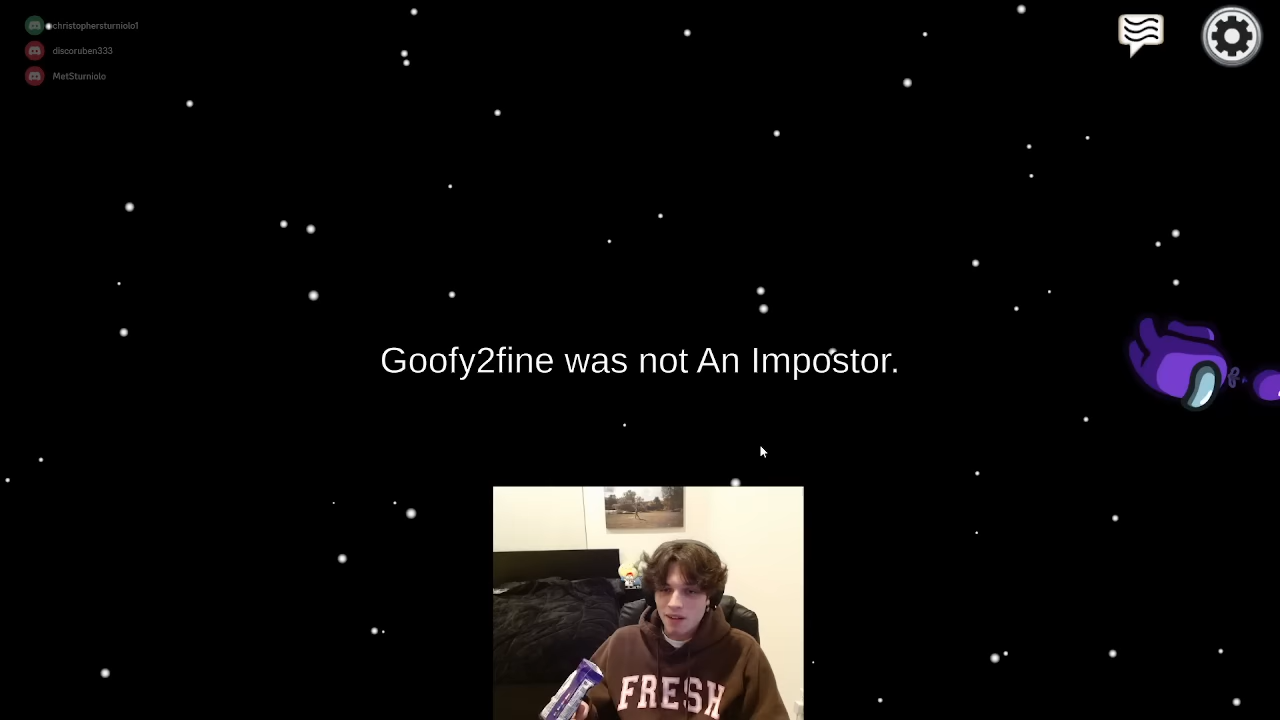 christophersturniolo1
discoruben333
MetSturniolo
Goofy2fine was not An Impostor.
FRESH